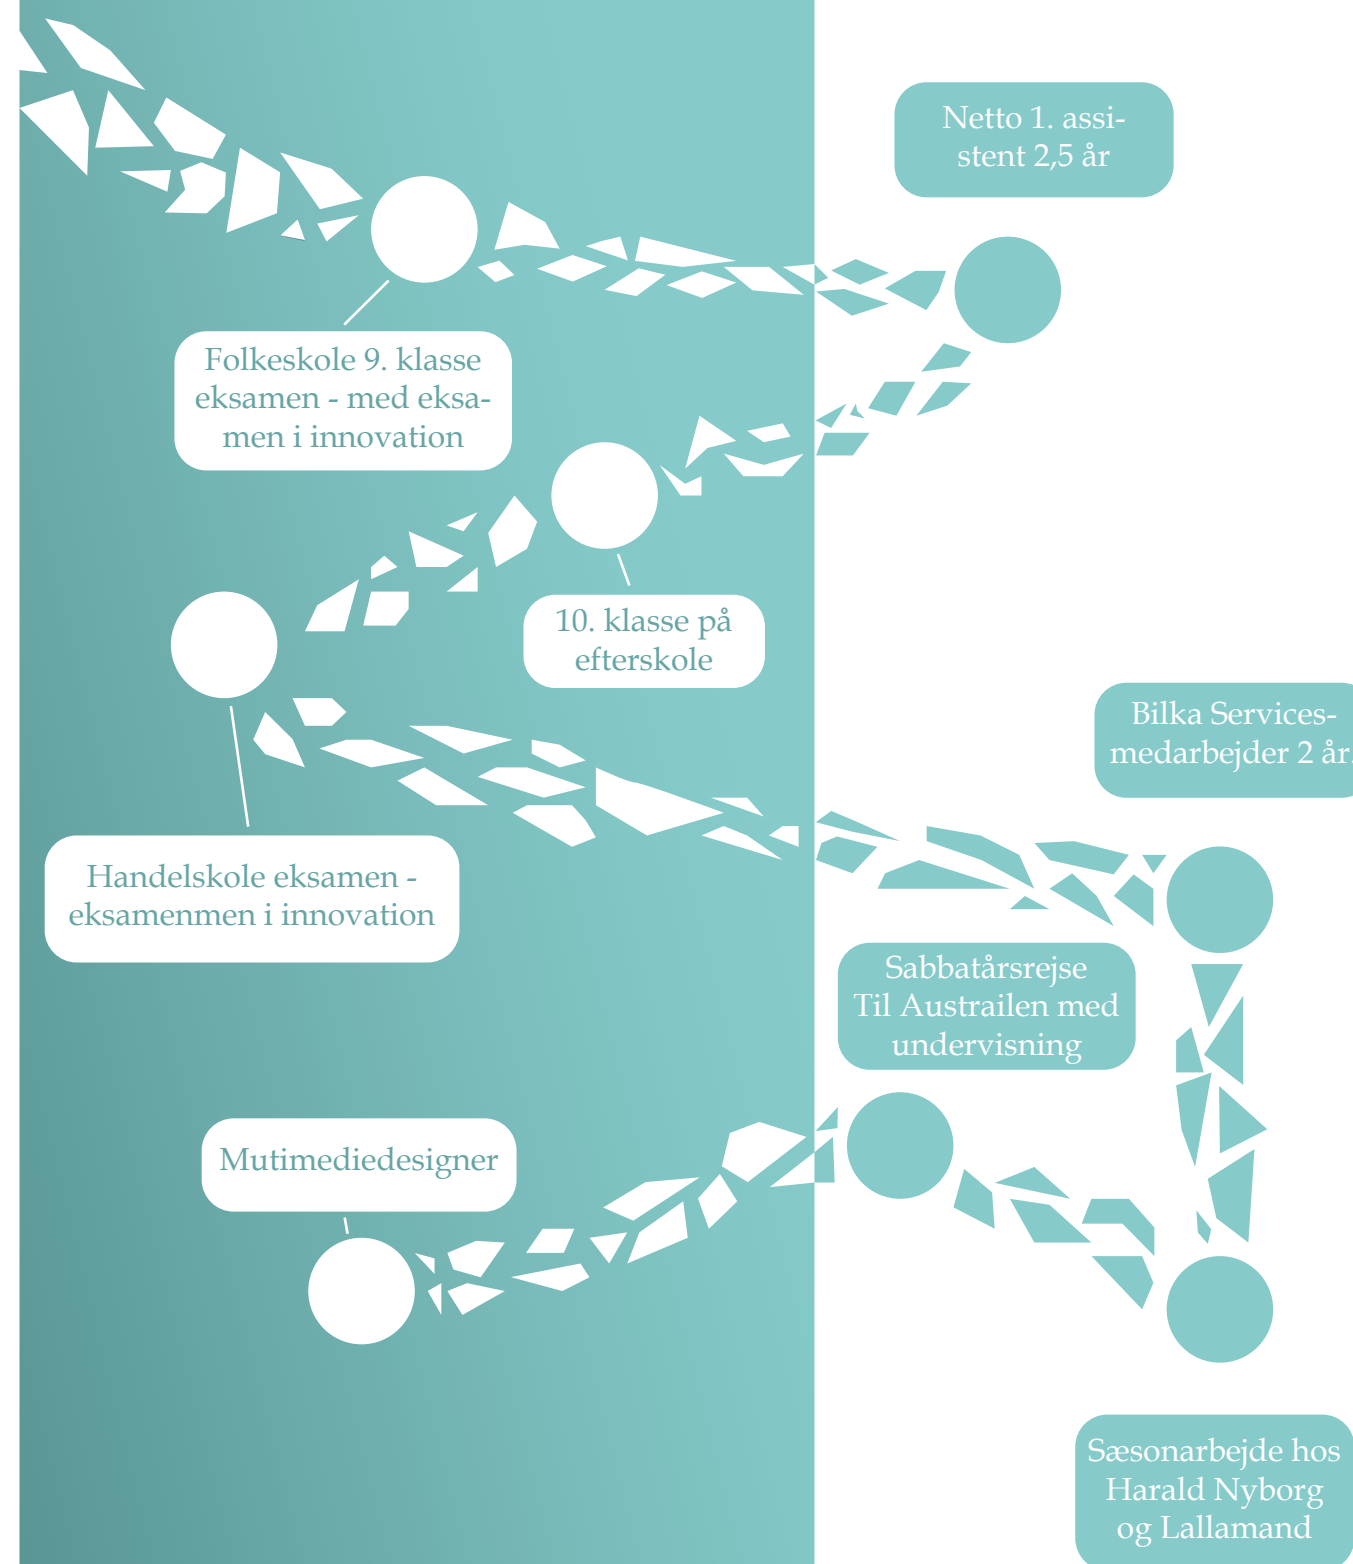 Netto 1. assi-
stent 2,5 år
Folkeskole 9. klasse
eksamen - med eksa-
men i innovation
10. klasse på
efterskole
Bilka Services-
medarbejder 2 år.
Handelskole eksamen -
eksamenmen i innovation
Sabbatårsrejse
Til Austrailen med
undervisning
Mutimediedesigner
Sæsonarbejde hos
Harald Nyborg
og Lallamand